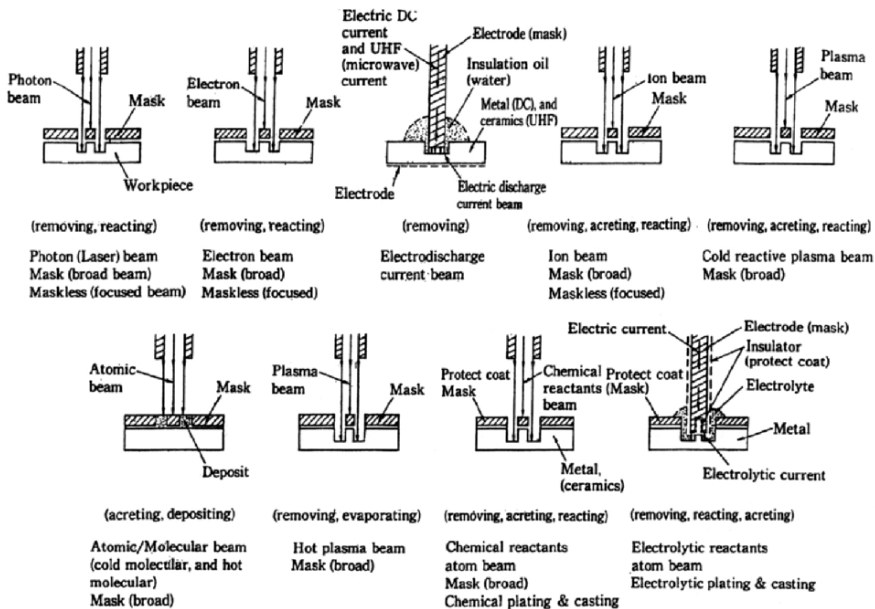 Photon
beam
Mask
Workpiece
(removing, reacting)
Photon (Laser) beam
Mask (broad beam)
Maskless (focused beam)
Electron
beam
Mask
(removing, reacting)
Electron beam
Mask (broad)
Maskless (focused)
Electric DC
current
and UHF
(microwave)
current
Electrode (mask)
Insulation oil
(water)
Metal (DC), and
ceramics (UHF)
Electrode
Electric discharge
current beam
(removing)
Electrodischarge
current beam
Ion beam
Mask
(removing, acreting, reacting)
Ion beam
Mask (broad)
Maskless (focused)
Plasma
beam
Mask
(removing, acreting, reacting)
Cold reactive plasma beam
Mask (broad)
Atomic
beam
Mask
Deposit
(acreting, depositing)
Atomic/Molecular beam
(cold molecular, and hot
molecular)
Mask (broad)
Plasma
beam
Mask
(removing, evaporating)
Hot plasma beam
Mask (broad)
Protect coat
Mask
Chemical
reactants
beam
Metal,
(ceramics)
(removing, acreting, reacting)
Chemical reactants
atom beam
Mask (broad)
Chemical plating & casting
Electric current
Electrode (mask)
Insulator
(protect coat)
Protect coat
(Mask)
Electrolyte
Metal
Electrolytic current
(removing, reacting, acreting)
Electrolytic reactants
atom beam
Electrolytic plating & casting